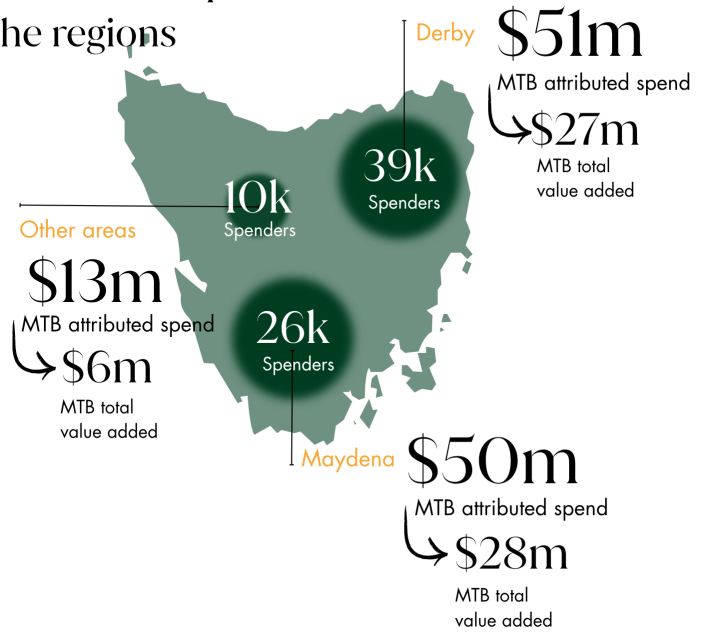 he regions
Derby
$51m
MTB attributed spend
$27m
MTB total
value added
39k
Spenders
10k
Spenders
Other areas
$13m
MTB attributed spend
$6m
MTB total
value added
26k
Spenders
Maydena
$50m
MTB attributed spend
$28m
MTB total
value added